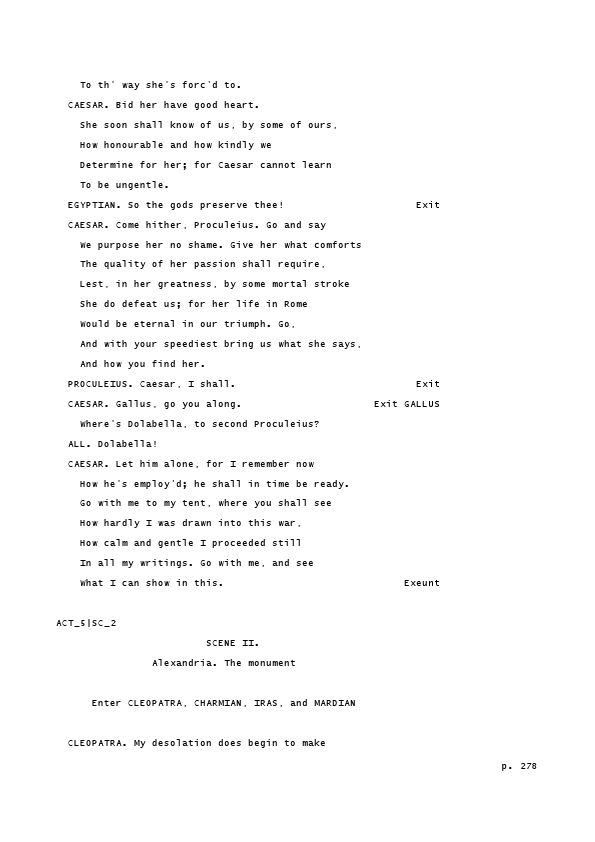 To th' way she's forc'd to.
CAESAR. Bid her have good heart.
She soon shall know of us, by some of ours,
How honourable and how kindly we
Determine for her; for Caesar cannot learn
To be ungentle.
EGYPTIAN. So the gods preserve thee! Exit
CAESAR. Come hither, Proculeius. Go and say
We purpose her no shame. Give her what comforts
The quality of her passion shall require,
Lest, in her greatness, by some mortal stroke
She do defeat us; for her life in Rome
Would be eternal in our triumph. Go,
And with your speediest bring us what she says,
And how you find her.
PROCULEIUS. Caesar, I shall. Exit
CAESAR. Gallus, go you along. Exit GALLUS
Where's Dolabella, to second Proculeius?
ALL. Dolabella!
CAESAR. Let him alone, for I remember now
How he's employ'd; he shall in time be ready.
Go with me to my tent, where you shall see
How hardly I was drawn into this war,
How calm and gentle I proceeded still
In all my writings. Go with me, and see
What I can show in this. Exeunt
ACT_5|SC_2
SCENE II.
Alexandria. The monument
Enter CLEOPATRA, CHARMIAN, IRAS, and MARDIAN
CLEOPATRA. My desolation does begin to make
p. 278